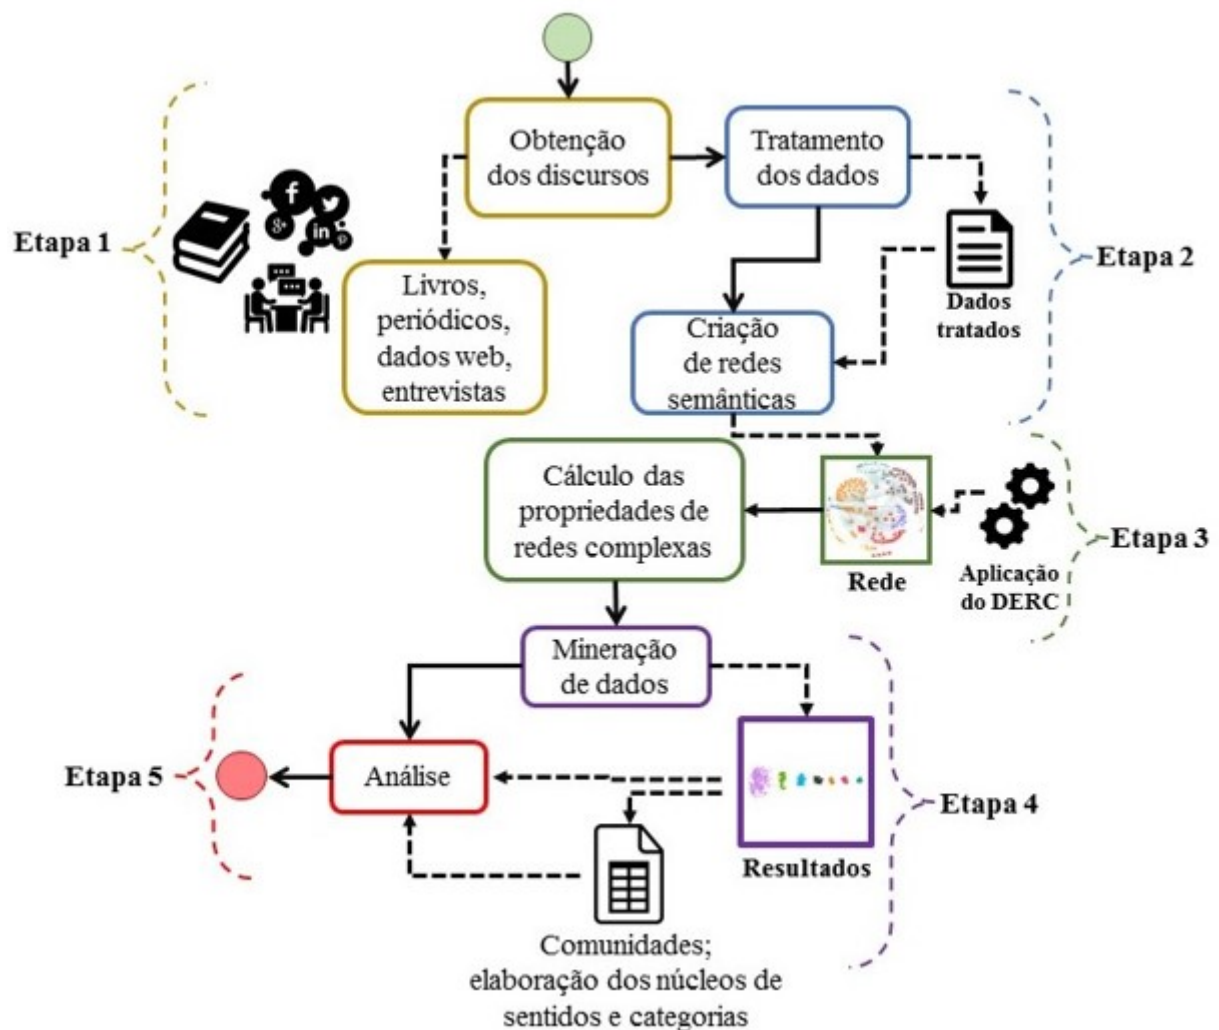 Obtenção
dos discursos
Tratamento
dos dados
Etapa 1
f
g+
in
p
Livros,
periódicos,
dados web,
entrevistas
Dados
tratados
Etapa 2
Criação
de redes
semânticas
Cálculo das
propriedades de
redes complexas
Rede
Aplicação
do DERC
Etapa 3
Mineração
de dados
Etapa 5
Análise
Resultados
Etapa 4
Comunidades;
elaboração dos núcleos de
sentidos e categorias